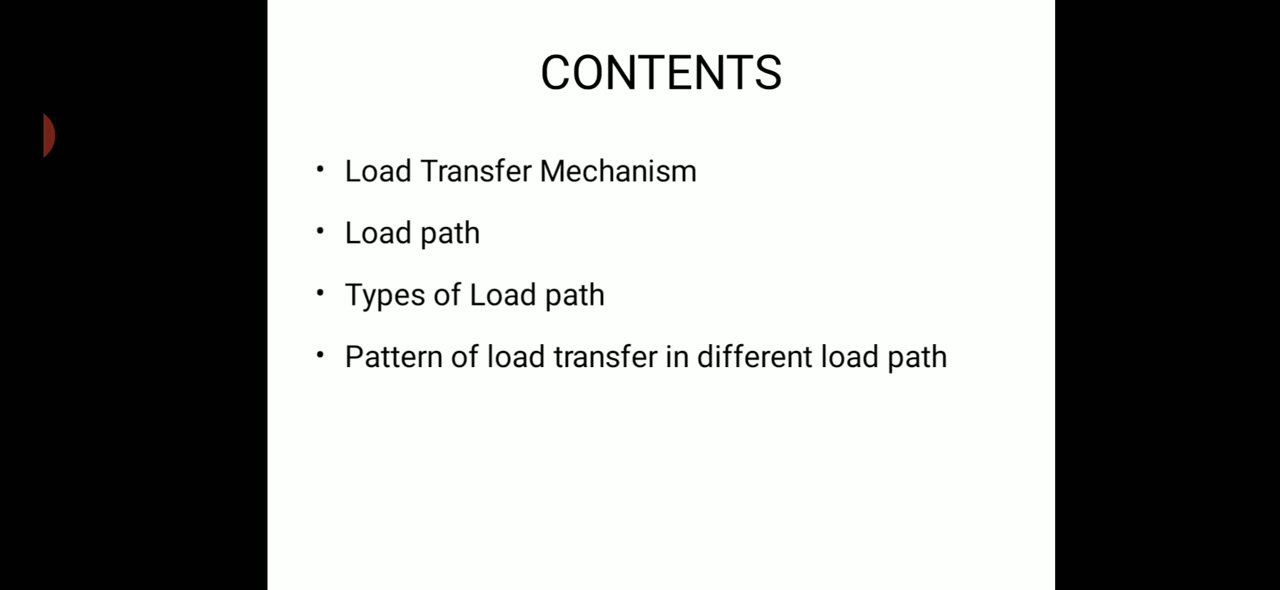 CONTENTS
• Load Transfer Mechanism
• Load path
• Types of Load path
• Pattern of load transfer in different load path